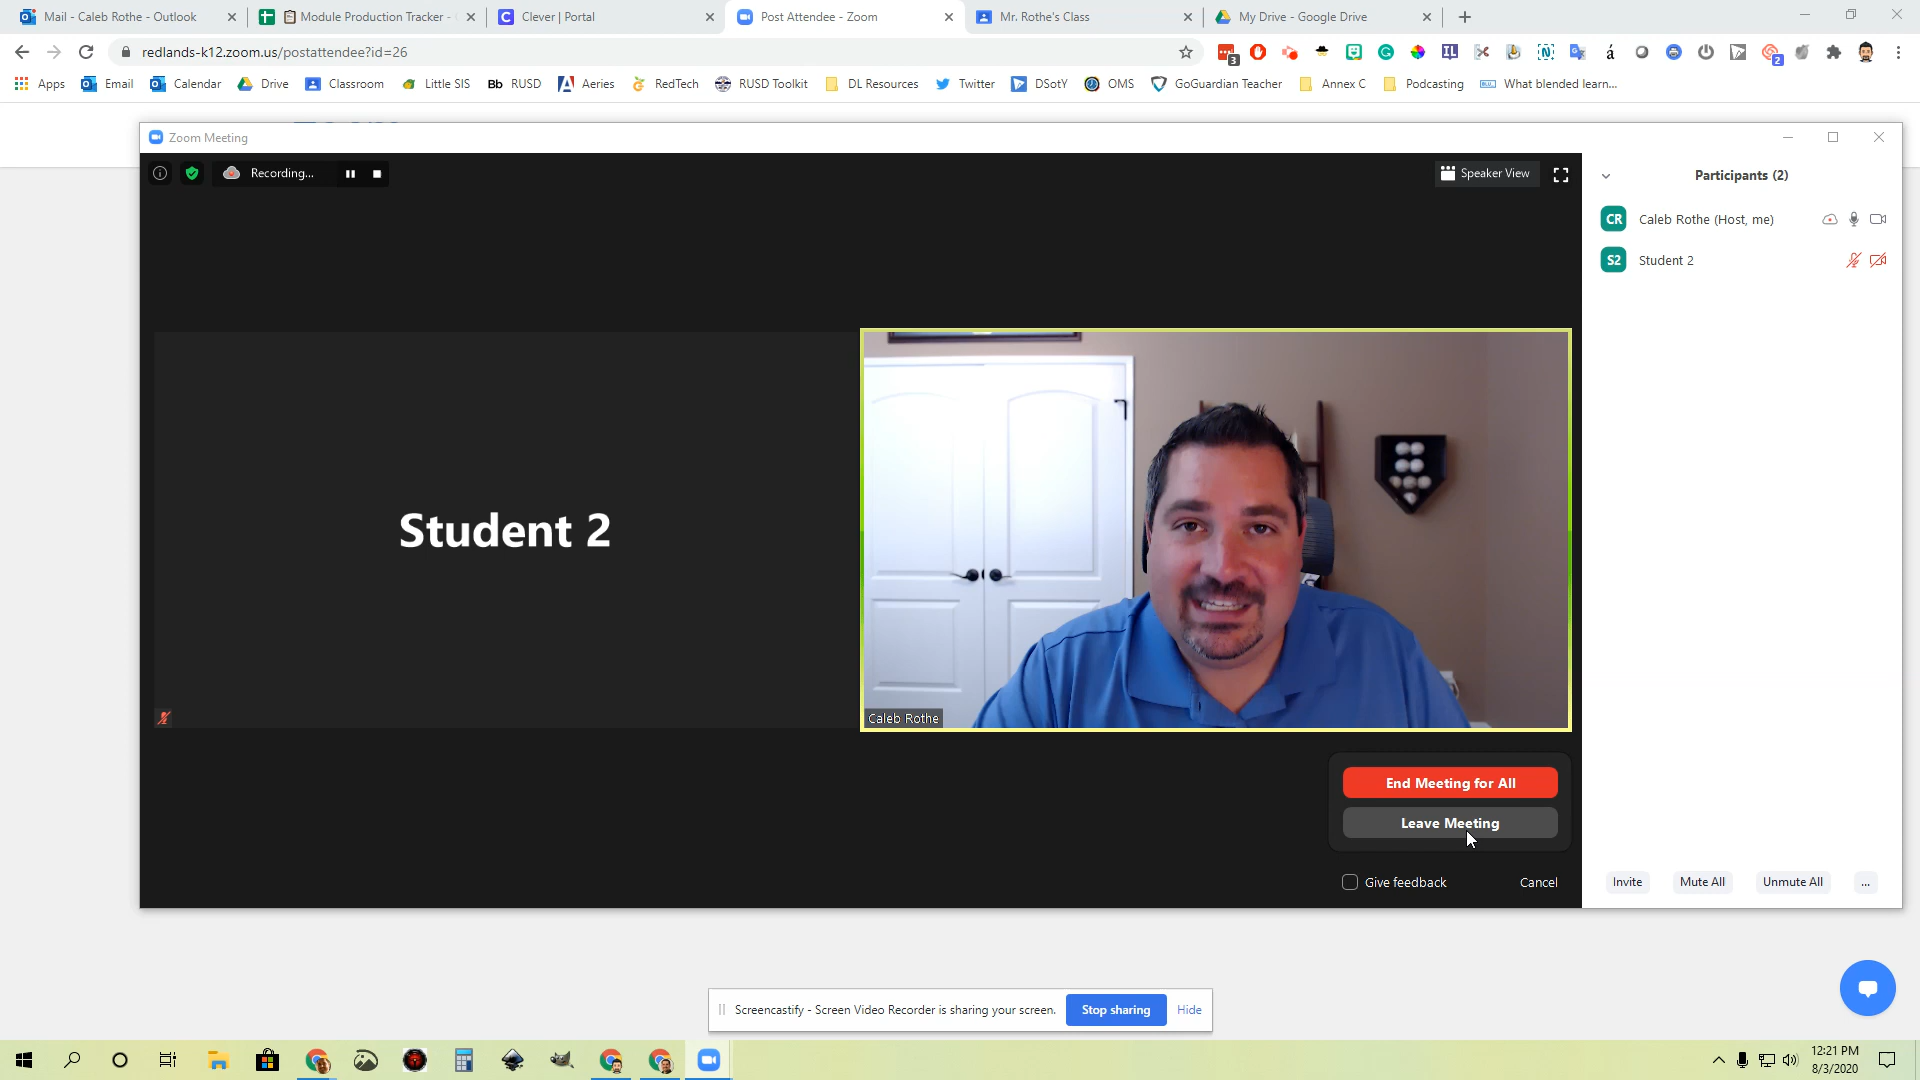 Mail - Caleb Rothe - Outlook
Module Production Tracker -
Clever | Portal
Post Attendee - Zoom
Mr. Rothe's Class
My Drive - Google Drive
redlands-k12.zoom.us/postattendee?id=26
3
2
Apps
Email
Calendar
Drive
Classroom
Little SIS
Bb RUSD
Aeries
RedTech
RUSD Toolkit
DL Resources
Twitter
DSotY
OMS
GoGuardian Teacher
Annex C
Podcasting
What blended learn...
Zoom Meeting
Recording...
Speaker View
Participants (2)
CR Caleb Rothe (Host, me)
S2 Student 2
Student 2
Caleb Rothe
End Meeting for All
Leave Meeting
Give feedback
Cancel
Invite
Mute All
Unmute All
...
Screencastify - Screen Video Recorder is sharing your screen.
Stop sharing
Hide
12:21 PM
8/3/2020